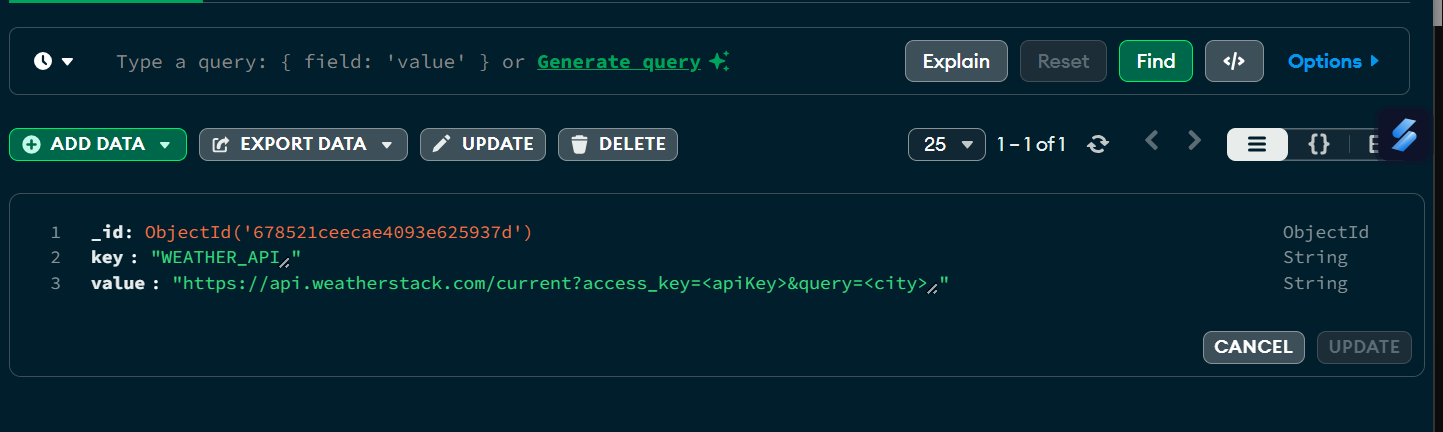 Type a query: { field: 'value' } or Generate query
Explain
Reset
Find
</>
Options
ADD DATA
EXPORT DATA
UPDATE
DELETE
25
1 – 1 of 1
{}
1 _id: ObjectId('678521ceecae4093e625937d') ObjectId
2 key : "WEATHER_API" String
3 value : "https://api.weatherstack.com/current?access_key=<apiKey>&query=<city>" String
CANCEL
UPDATE